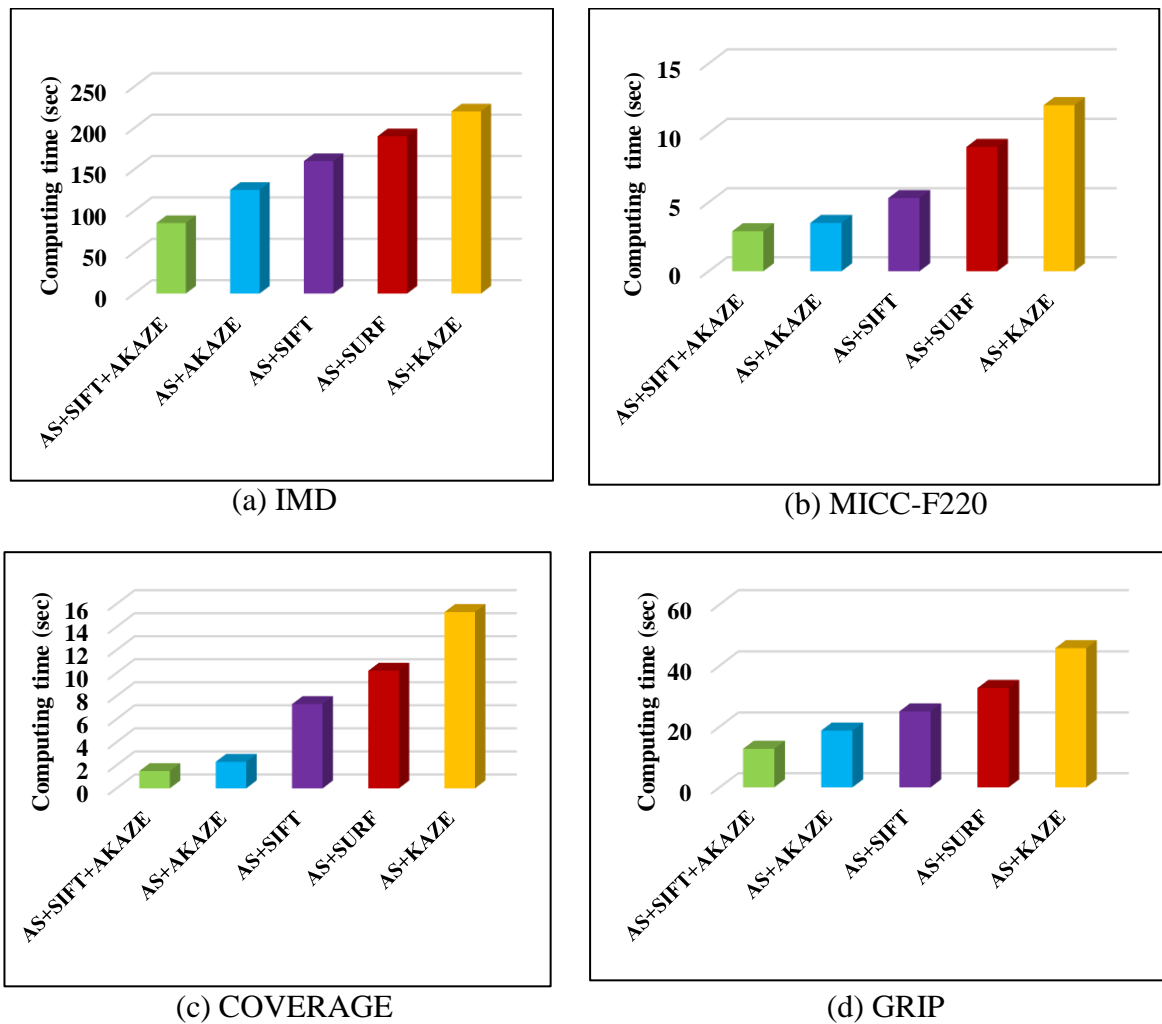 Computing time (sec)
250
200
150
100
50
0
AS+SIFT+AKAZE
AS+AKAZE
AS+SIFT
AS+SURF
AS+KAZE
(a) IMD
Computing time (sec)
15
10
5
0
AS+SIFT+AKAZE
AS+AKAZE
AS+SIFT
AS+SURF
AS+KAZE
(b) MICC-F220
Computing time (sec)
16
14
12
10
8
6
4
2
0
AS+SIFT+AKAZE
AS+AKAZE
AS+SIFT
AS+SURF
AS+KAZE
(c) COVERAGE
Computing time (sec)
60
40
20
0
AS+SIFT+AKAZE
AS+AKAZE
AS+SIFT
AS+SURF
AS+KAZE
(d) GRIP